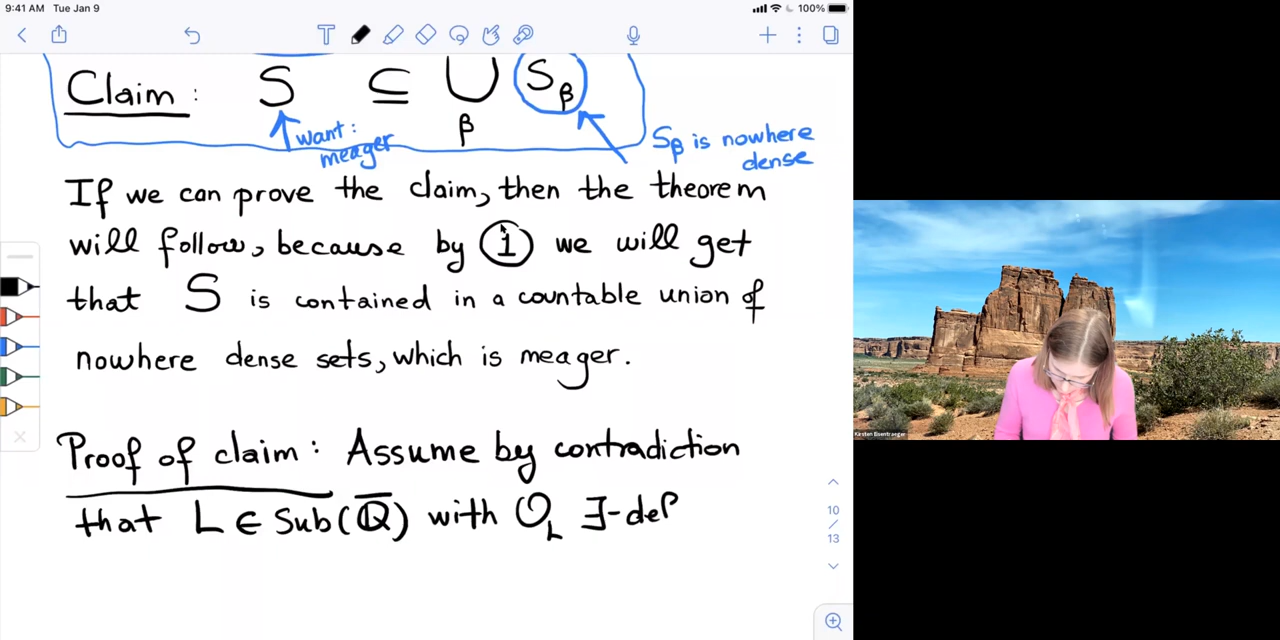 9:41 AM Tue Jan 9
100%
Claim : S ⊆ ⋃ Sβ
β
want:
meager
Sβ is nowhere
dense
If we can prove the claim, then the theorem
will follow, because by ① we will get
that S is contained in a countable union of
nowhere dense sets, which is meager.
Proof of claim : Assume by contradiction
that L ∈ Sub(Q̅) with O_L ∃-def
10
/
13
Kirsten Eisentraeger